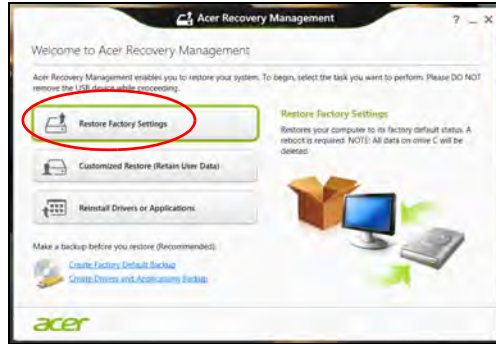 Acer Recovery Management
? _ X
Welcome to Acer Recovery Management
Acer Recovery Management enables you to restore your system. To begin, select the task you want to perform. Please DO NOT
remove the USB device while proceeding.
Restore Factory Settings
Restore Factory Settings
Restores your computer to its factory default status. A
reboot is required. NOTE: All data on drive C will be
deleted.
Customized Restore (Retain User Data)
Reinstall Drivers or Applications
Make a backup before you restore (Recommended).
Create Factory Default Backup
Create Drivers and Applications Backup
acer